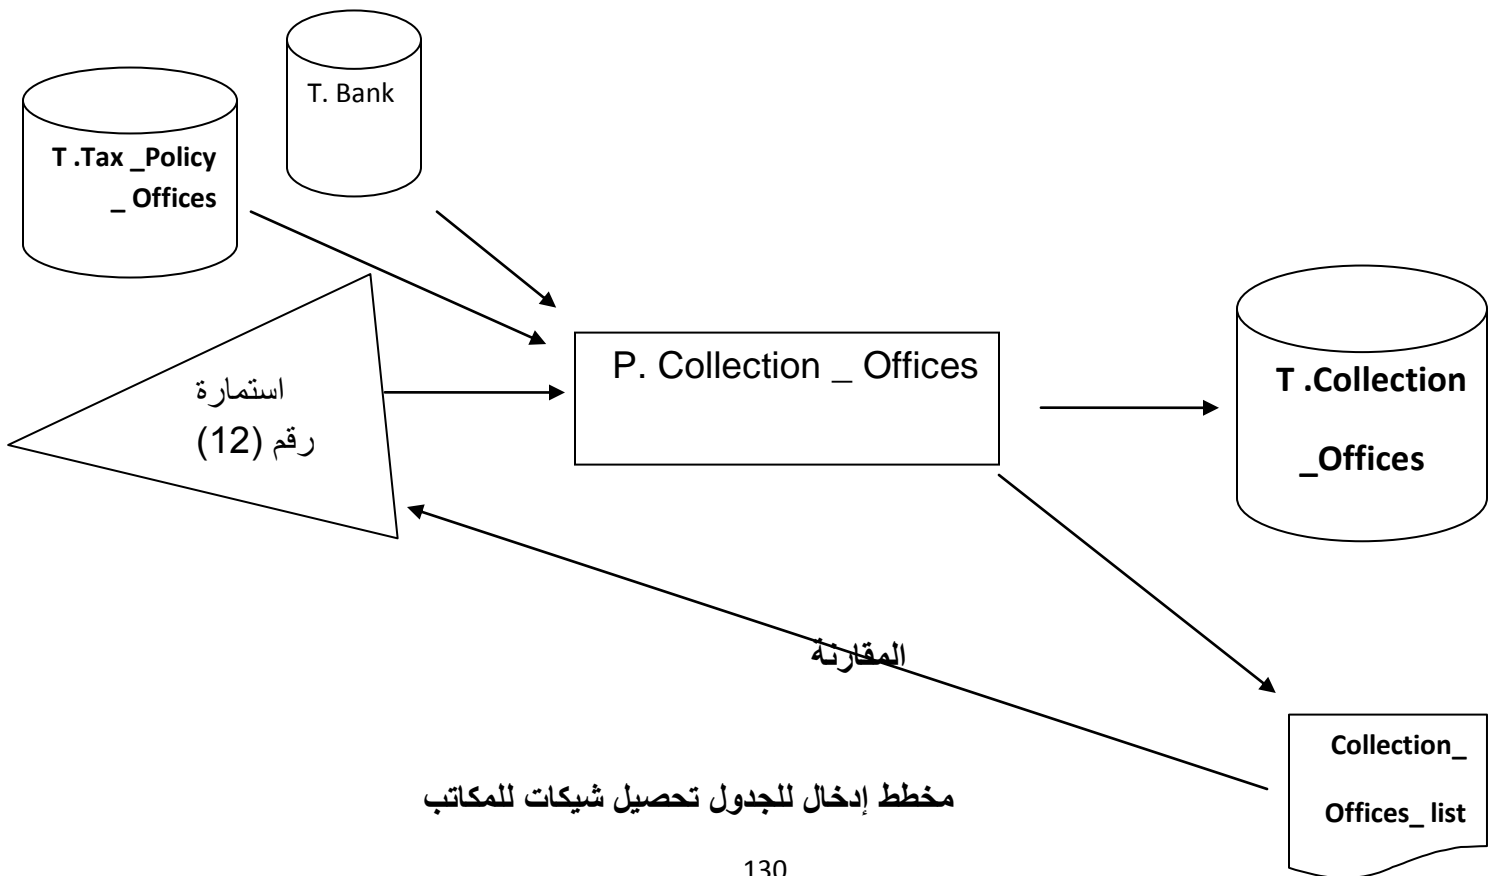 T. Bank
T .Tax _Policy
_ Offices
P. Collection _ Offices
استمارة
رقم (12)
T .Collection
_Offices
المقارنة
Collection_
Offices_ list
مخطط إدخال للجدول تحصيل شيكات للمكاتب
130